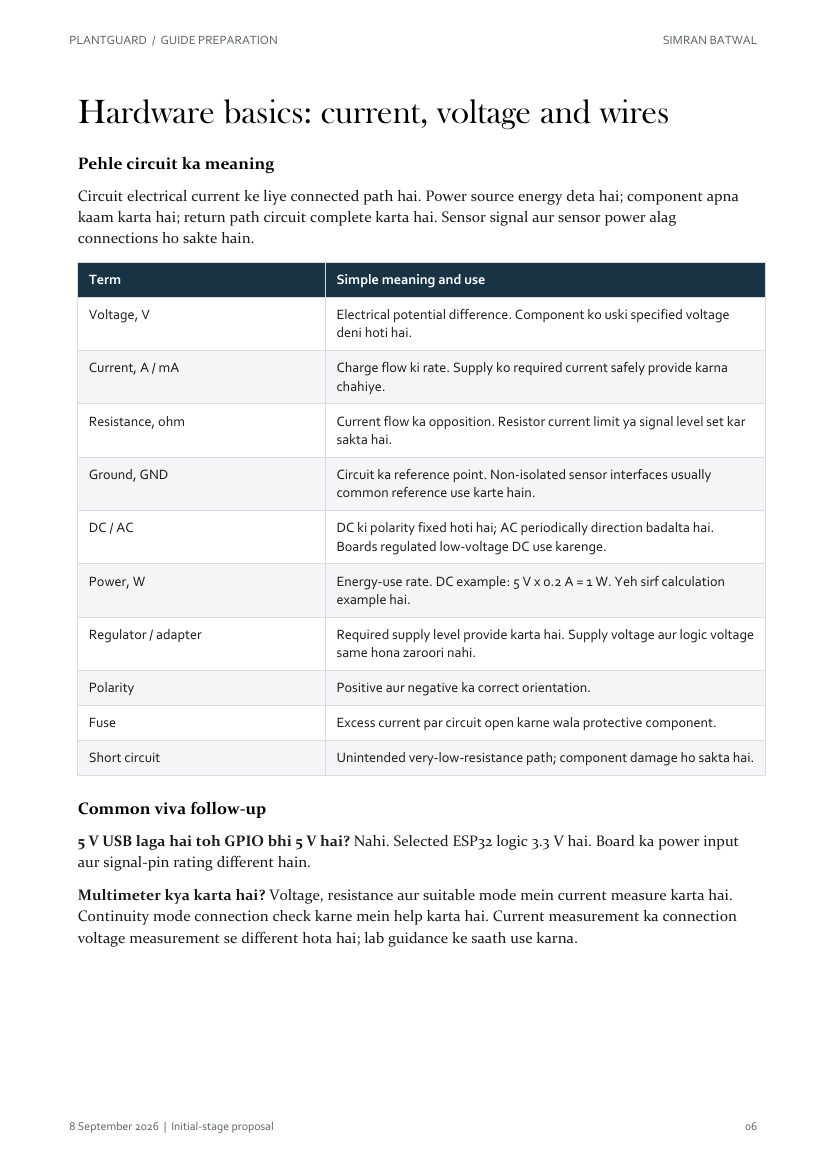 PLANTGUARD / GUIDE PREPARATION
SIMRAN BATWAL
Hardware basics: current, voltage and wires
Pehle circuit ka meaning
Circuit electrical current ke liye connected path hai. Power source energy deta hai; component apna
kaam karta hai; return path circuit complete karta hai. Sensor signal aur sensor power alag
connections ho sakte hain.
Term
Simple meaning and use
Voltage, V
Electrical potential difference. Component ko uski specified voltage
deni hoti hai.
Current, A / mA
Charge flow ki rate. Supply ko required current safely provide karna
chahiye.
Resistance, ohm
Current flow ka opposition. Resistor current limit ya signal level set kar
sakta hai.
Ground, GND
Circuit ka reference point. Non-isolated sensor interfaces usually
common reference use karte hain.
DC / AC
DC ki polarity fixed hoti hai; AC periodically direction badalta hai.
Boards regulated low-voltage DC use karenge.
Power, W
Energy-use rate. DC example: 5 V x 0.2 A = 1 W. Yeh sirf calculation
example hai.
Regulator / adapter
Required supply level provide karta hai. Supply voltage aur logic voltage
same hona zaroori nahi.
Polarity
Positive aur negative ka correct orientation.
Fuse
Excess current par circuit open karne wala protective component.
Short circuit
Unintended very-low-resistance path; component damage ho sakta hai.
Common viva follow-up
5 V USB laga hai toh GPIO bhi 5 V hai? Nahi. Selected ESP32 logic 3.3 V hai. Board ka power input
aur signal-pin rating different hain.
Multimeter kya karta hai? Voltage, resistance aur suitable mode mein current measure karta hai.
Continuity mode connection check karne mein help karta hai. Current measurement ka connection
voltage measurement se different hota hai; lab guidance ke saath use karna.
8 September 2026 | Initial-stage proposal
06